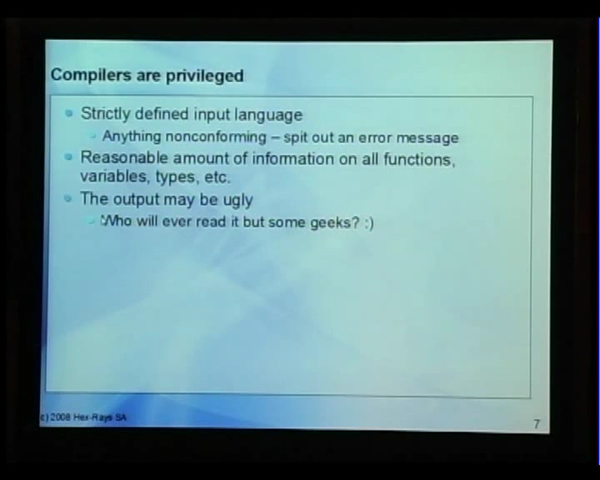 Compilers are privileged
Strictly defined input language
Anything nonconforming – spit out an error message
Reasonable amount of information on all functions,
variables, types, etc.
The output may be ugly
Who will ever read it but some geeks? :)
c) 2008 Hex-Rays SA
7